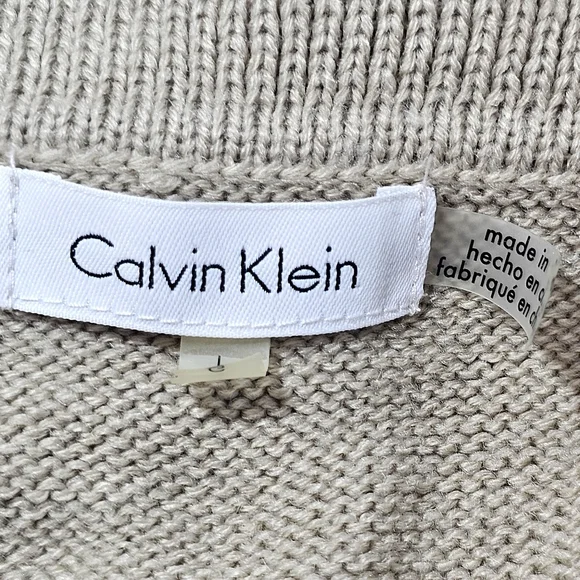 Calvin Klein
made in
hecho en
fabriqué en